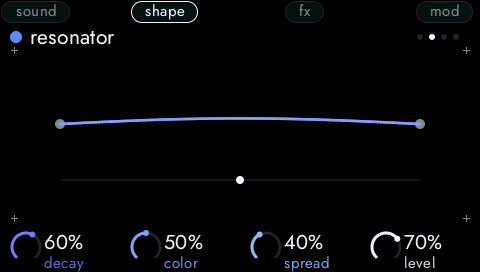 sound shape fx mod
resonator
60% 50% 40% 70%
decay color spread level